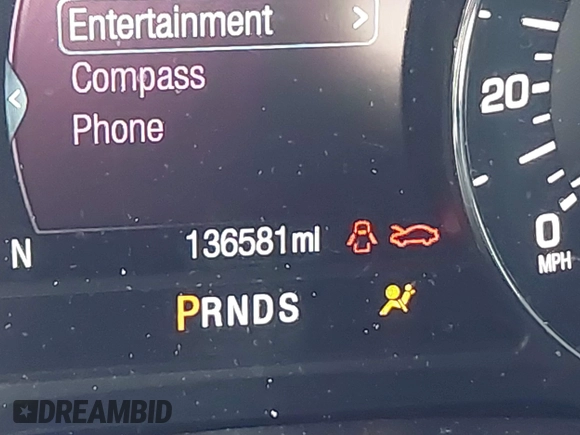 Entertainment >
Compass
Phone
20
N 136581mi 0
MPH
PRNDS
DREAMBID